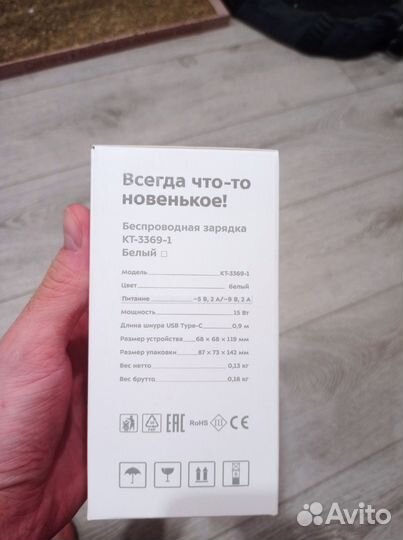 Всегда что-то
новенькое!
Беспроводная зарядка
КТ-3369-1
Белый □
Модель КТ-3369-1
Цвет белый
Питание ~5 В, 2 А/~9 В, 2 А
Мощность 15 Вт
Длина шнура USB Type-C 0,9 м
Размер устройства 68 × 68 × 119 мм
Размер упаковки 87 × 73 × 142 мм
Вес нетто 0,13 кг
Вес брутто 0,18 кг
EAC RoHS III CE
Avito